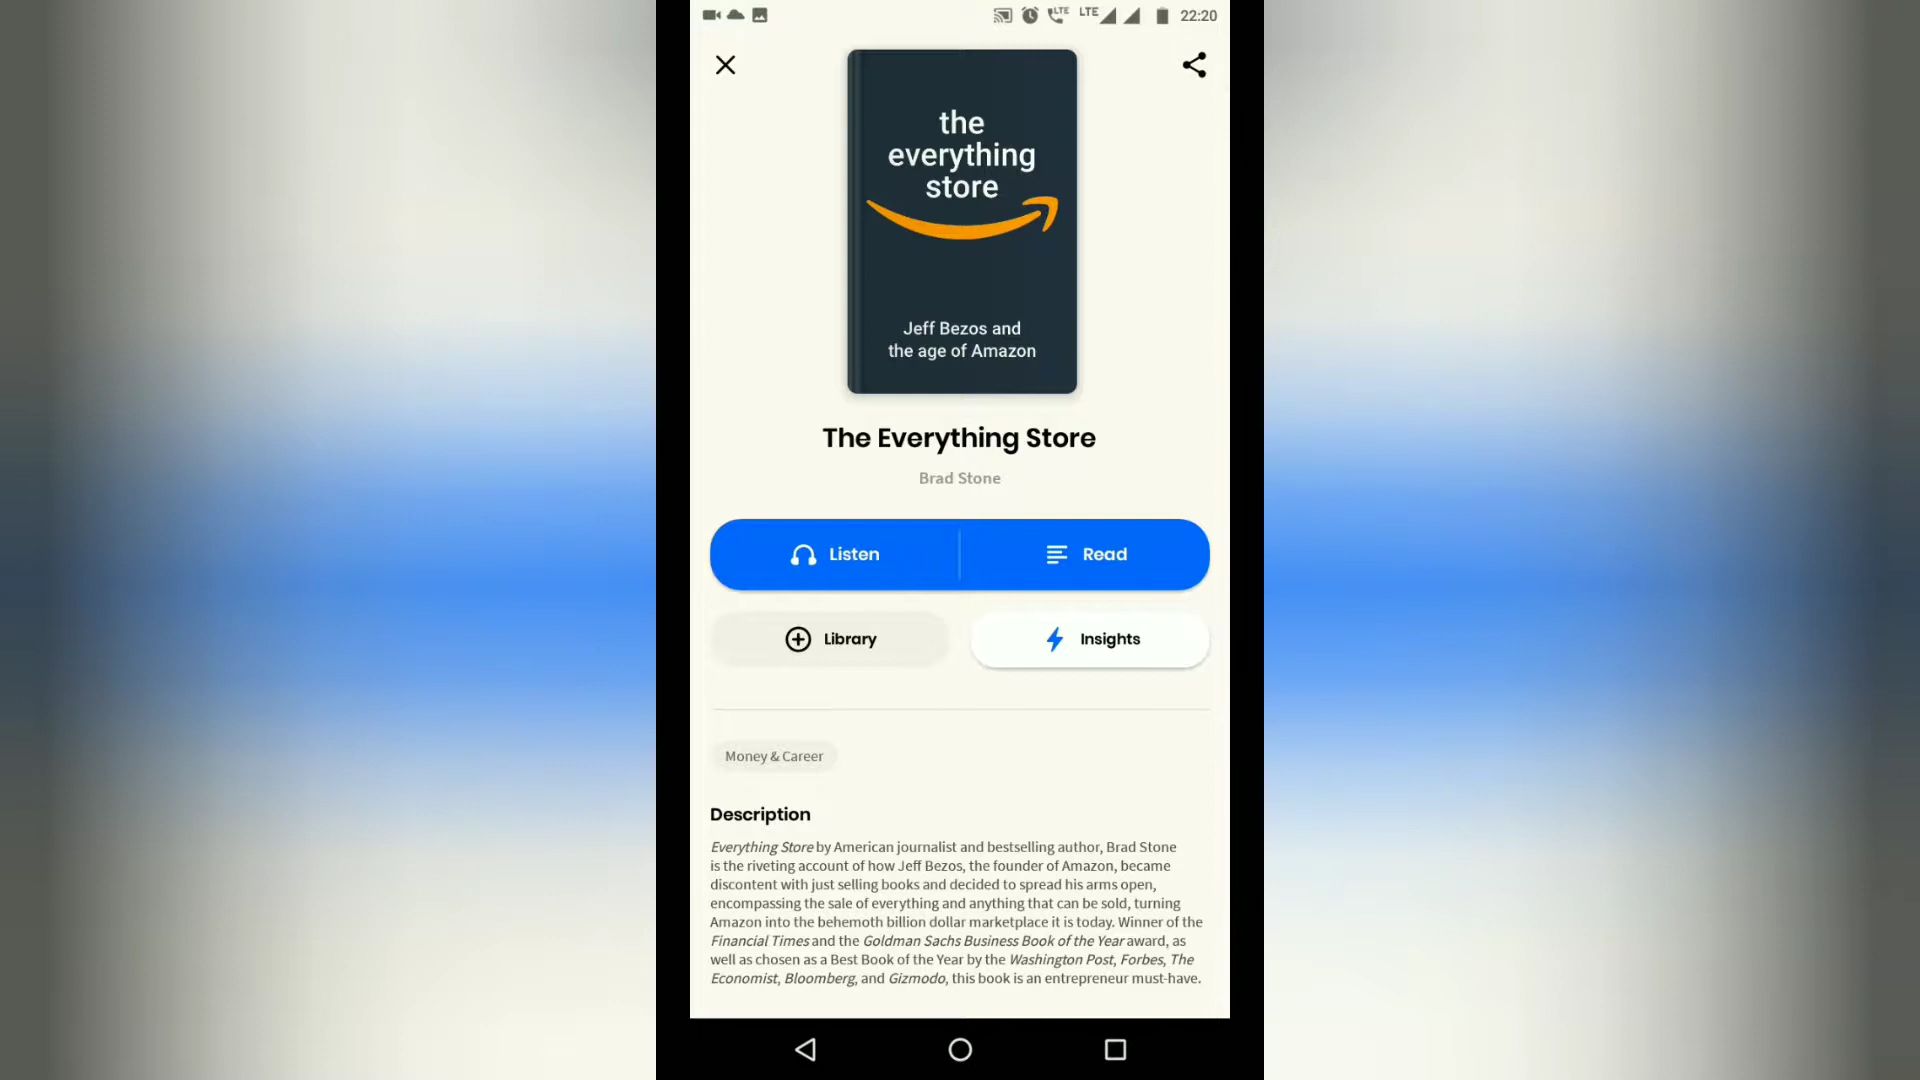 LTE LTE 22:20
the
everything
store
Jeff Bezos and
the age of Amazon
The Everything Store
Brad Stone
Listen Read
Library Insights
Money & Career
Description
Everything Store by American journalist and bestselling author, Brad Stone
is the riveting account of how Jeff Bezos, the founder of Amazon, became
discontent with just selling books and decided to spread his arms open,
encompassing the sale of everything and anything that can be sold, turning
Amazon into the behemoth billion dollar marketplace it is today. Winner of the
Financial Times and the Goldman Sachs Business Book of the Year award, as
well as chosen as a Best Book of the Year by the Washington Post, Forbes, The
Economist, Bloomberg, and Gizmodo, this book is an entrepreneur must-have.